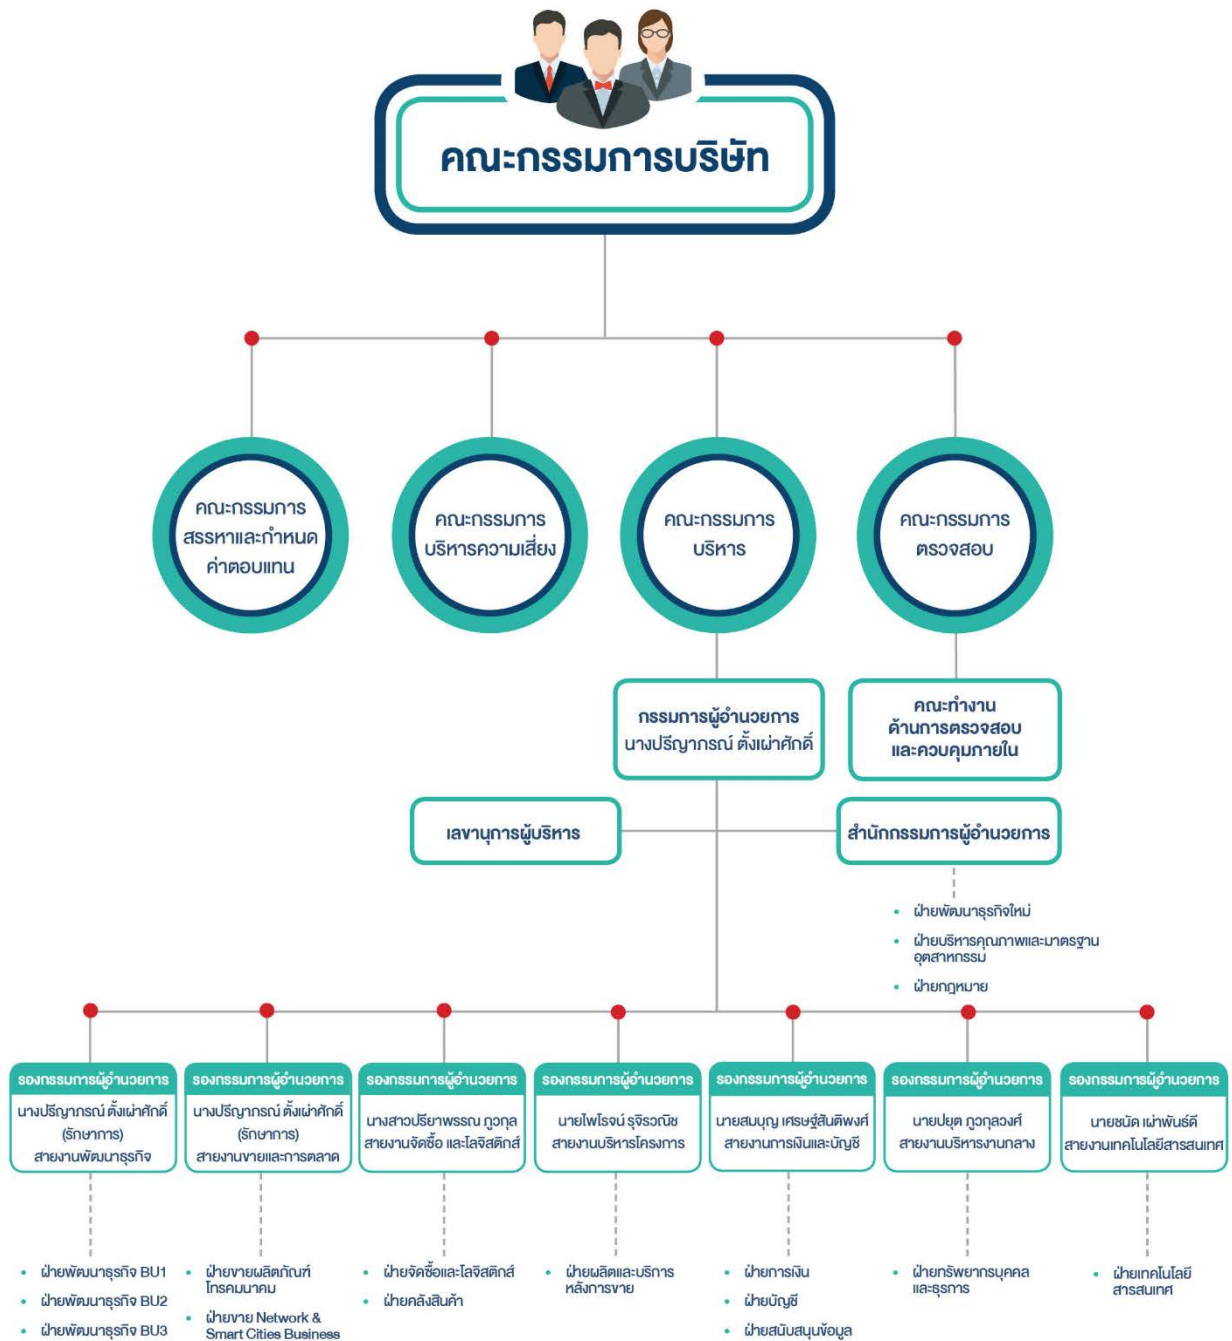 คณะกรรมการบริษัท
คณะกรรมการ
สรรหาและกำหนด
ค่าตอบแทน
คณะกรรมการ
บริหารความเสี่ยง
คณะกรรมการ
บริหาร
คณะกรรมการ
ตรวจสอบ
กรรมการผู้อำนวยการ
นางปรีญาภรณ์ ตั้งเผ่าศักดิ์
คณะทำงาน
ด้านการตรวจสอบ
และควบคุมภายใน
เลขานุการผู้บริหาร
สำนักกรรมการผู้อำนวยการ
• ฝ่ายพัฒนาธุรกิจใหม่
• ฝ่ายบริหารคุณภาพและมาตรฐาน
อุตสาหกรรม
• ฝ่ายกฎหมาย
รองกรรมการผู้อำนวยการ
นางปรีญาภรณ์ ตั้งเผ่าศักดิ์
(รักษาการ)
สายงานพัฒนาธุรกิจ
• ฝ่ายพัฒนาธุรกิจ BU1
• ฝ่ายพัฒนาธุรกิจ BU2
• ฝ่ายพัฒนาธุรกิจ BU3
รองกรรมการผู้อำนวยการ
นางปรีญาภรณ์ ตั้งเผ่าศักดิ์
(รักษาการ)
สายงานขายและการตลาด
• ฝ่ายขายผลิตภัณฑ์
โทรคมนาคม
• ฝ่ายขาย Network &
Smart Cities Business
รองกรรมการผู้อำนวยการ
นางสาวปรียาพรรณ ภูวกุล
สายงานจัดซื้อ และโลจิสติกส์
• ฝ่ายจัดซื้อและโลจิสติกส์
• ฝ่ายคลังสินค้า
รองกรรมการผู้อำนวยการ
นายไพโรจน์ รุจิรวณิช
สายงานบริหารโครงการ
• ฝ่ายผลิตและบริการ
หลังการขาย
รองกรรมการผู้อำนวยการ
นายสมบุญ เศรษฐ์สันติพงศ์
สายงานการเงินและบัญชี
• ฝ่ายการเงิน
• ฝ่ายบัญชี
• ฝ่ายสนับสนุนข้อมูล
รองกรรมการผู้อำนวยการ
นายปยุต ภูวกุลวงศ์
สายงานบริหารงานกลาง
• ฝ่ายทรัพยากรบุคคล
และธุรการ
รองกรรมการผู้อำนวยการ
นายชนัด เผ่าพันธ์ดี
สายงานเทคโนโลยีสารสนเทศ
• ฝ่ายเทคโนโลยี
สารสนเทศ